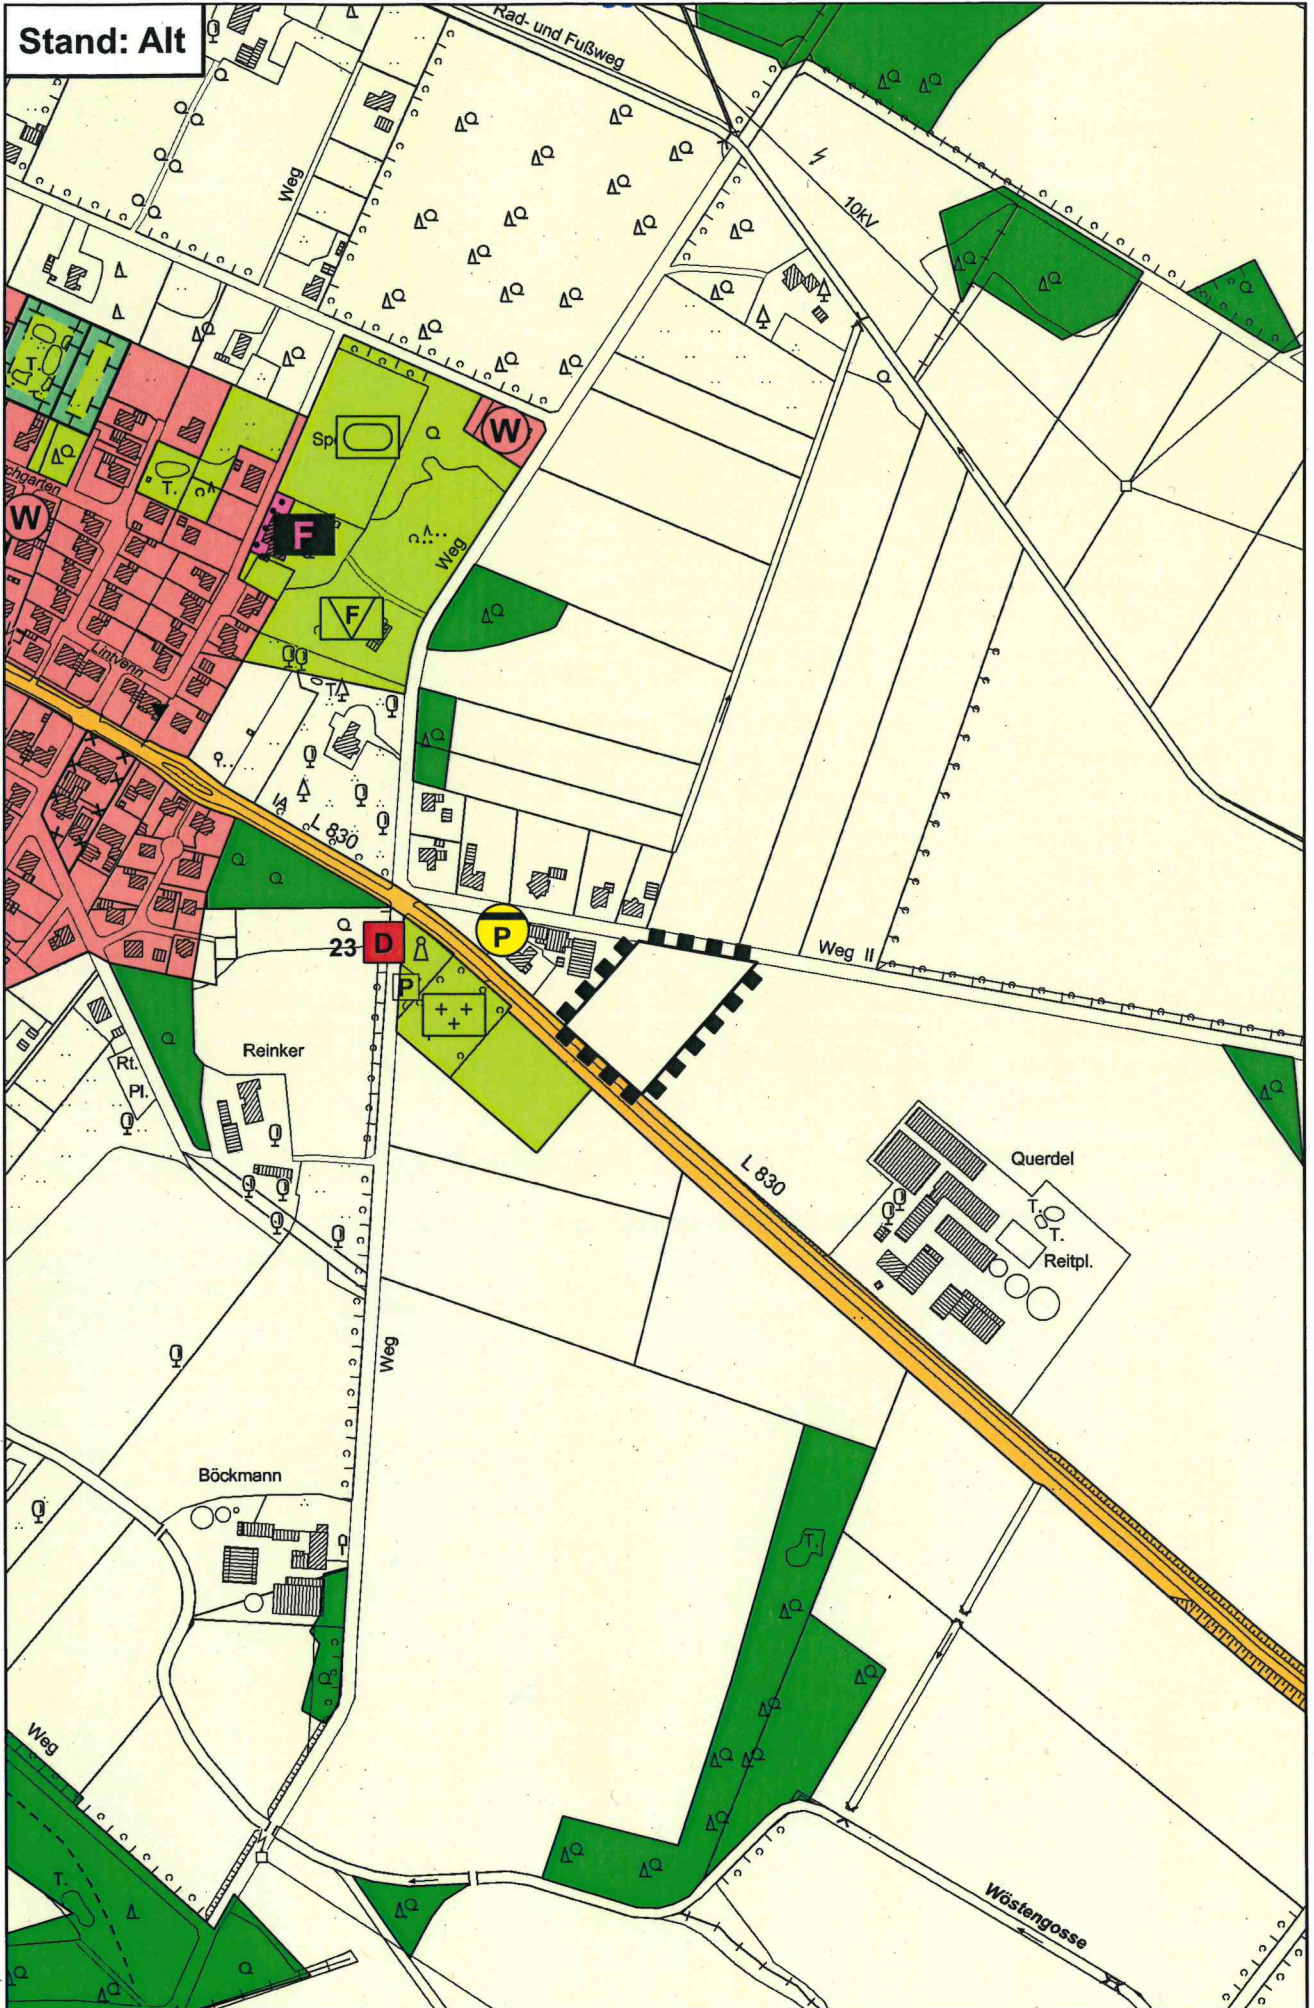 Stand: Alt
Rad- und Fußweg
Weg
10kV
T.
Sp
W
chgarten
T.
W
F
Weg
F
Lintvenn
T
L 830
P
Weg II
23 D
P
Reinker
Rt.
Pl.
L 830
Querdel
T.
T.
Reitpl.
Weg
Böckmann
T.
Weg
T.
Wöstengosse